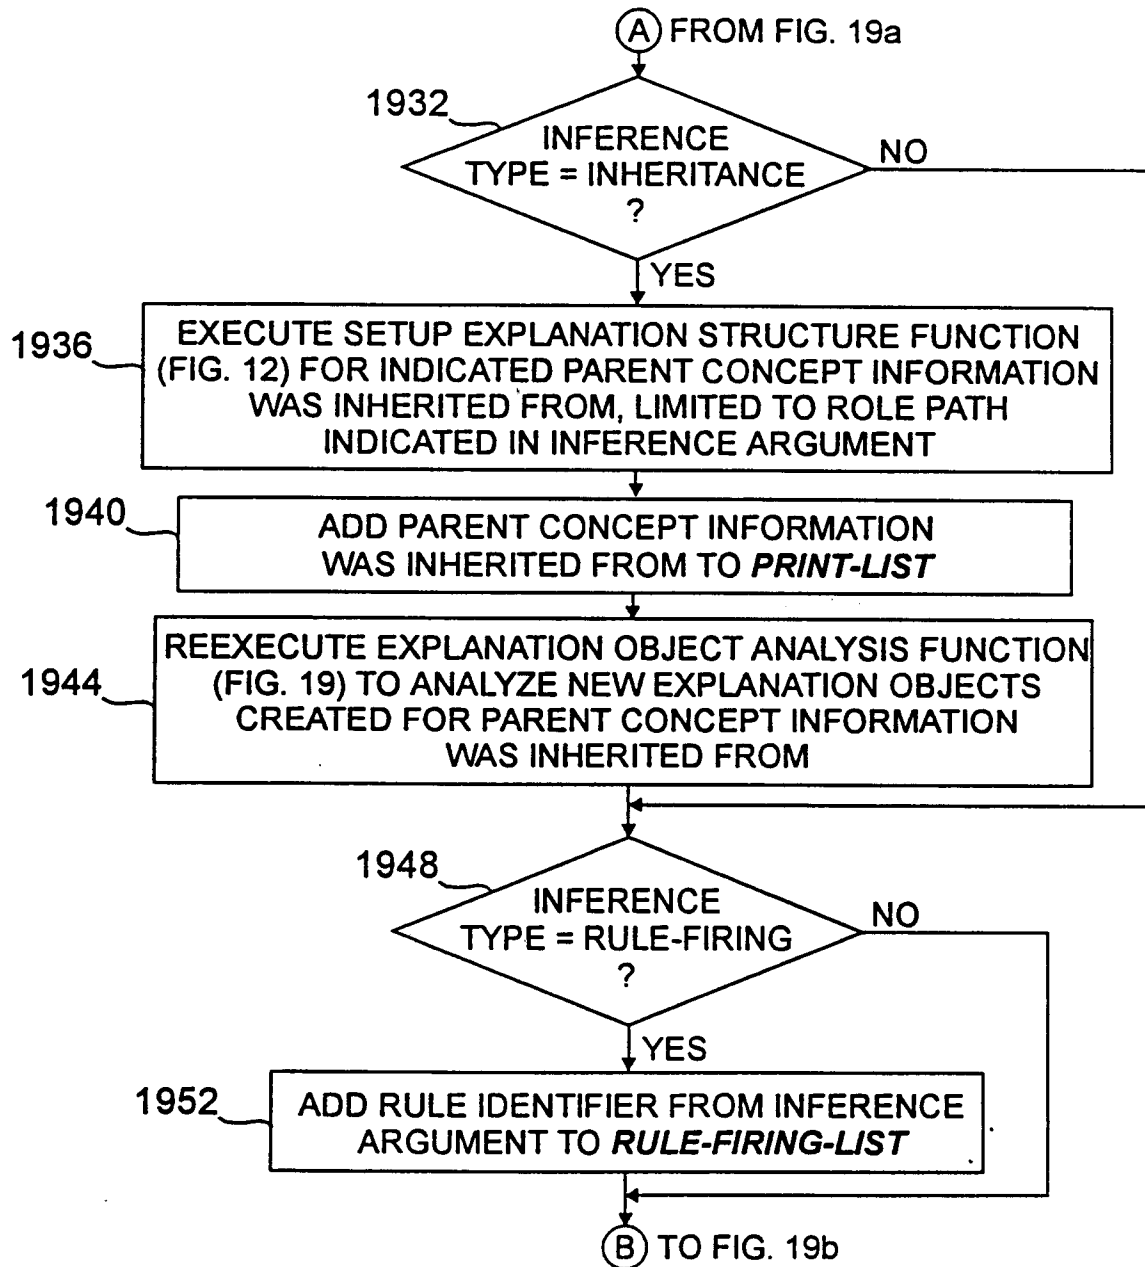 A FROM FIG. 19a
1932
INFERENCE
TYPE = INHERITANCE
?
NO
YES
1936
EXECUTE SETUP EXPLANATION STRUCTURE FUNCTION
(FIG. 12) FOR INDICATED PARENT CONCEPT INFORMATION
WAS INHERITED FROM, LIMITED TO ROLE PATH
INDICATED IN INFERENCE ARGUMENT
1940
ADD PARENT CONCEPT INFORMATION
WAS INHERITED FROM TO PRINT-LIST
1944
REEXECUTE EXPLANATION OBJECT ANALYSIS FUNCTION
(FIG. 19) TO ANALYZE NEW EXPLANATION OBJECTS
CREATED FOR PARENT CONCEPT INFORMATION
WAS INHERITED FROM
1948
INFERENCE
TYPE = RULE-FIRING
?
NO
YES
1952
ADD RULE IDENTIFIER FROM INFERENCE
ARGUMENT TO RULE-FIRING-LIST
B TO FIG. 19b